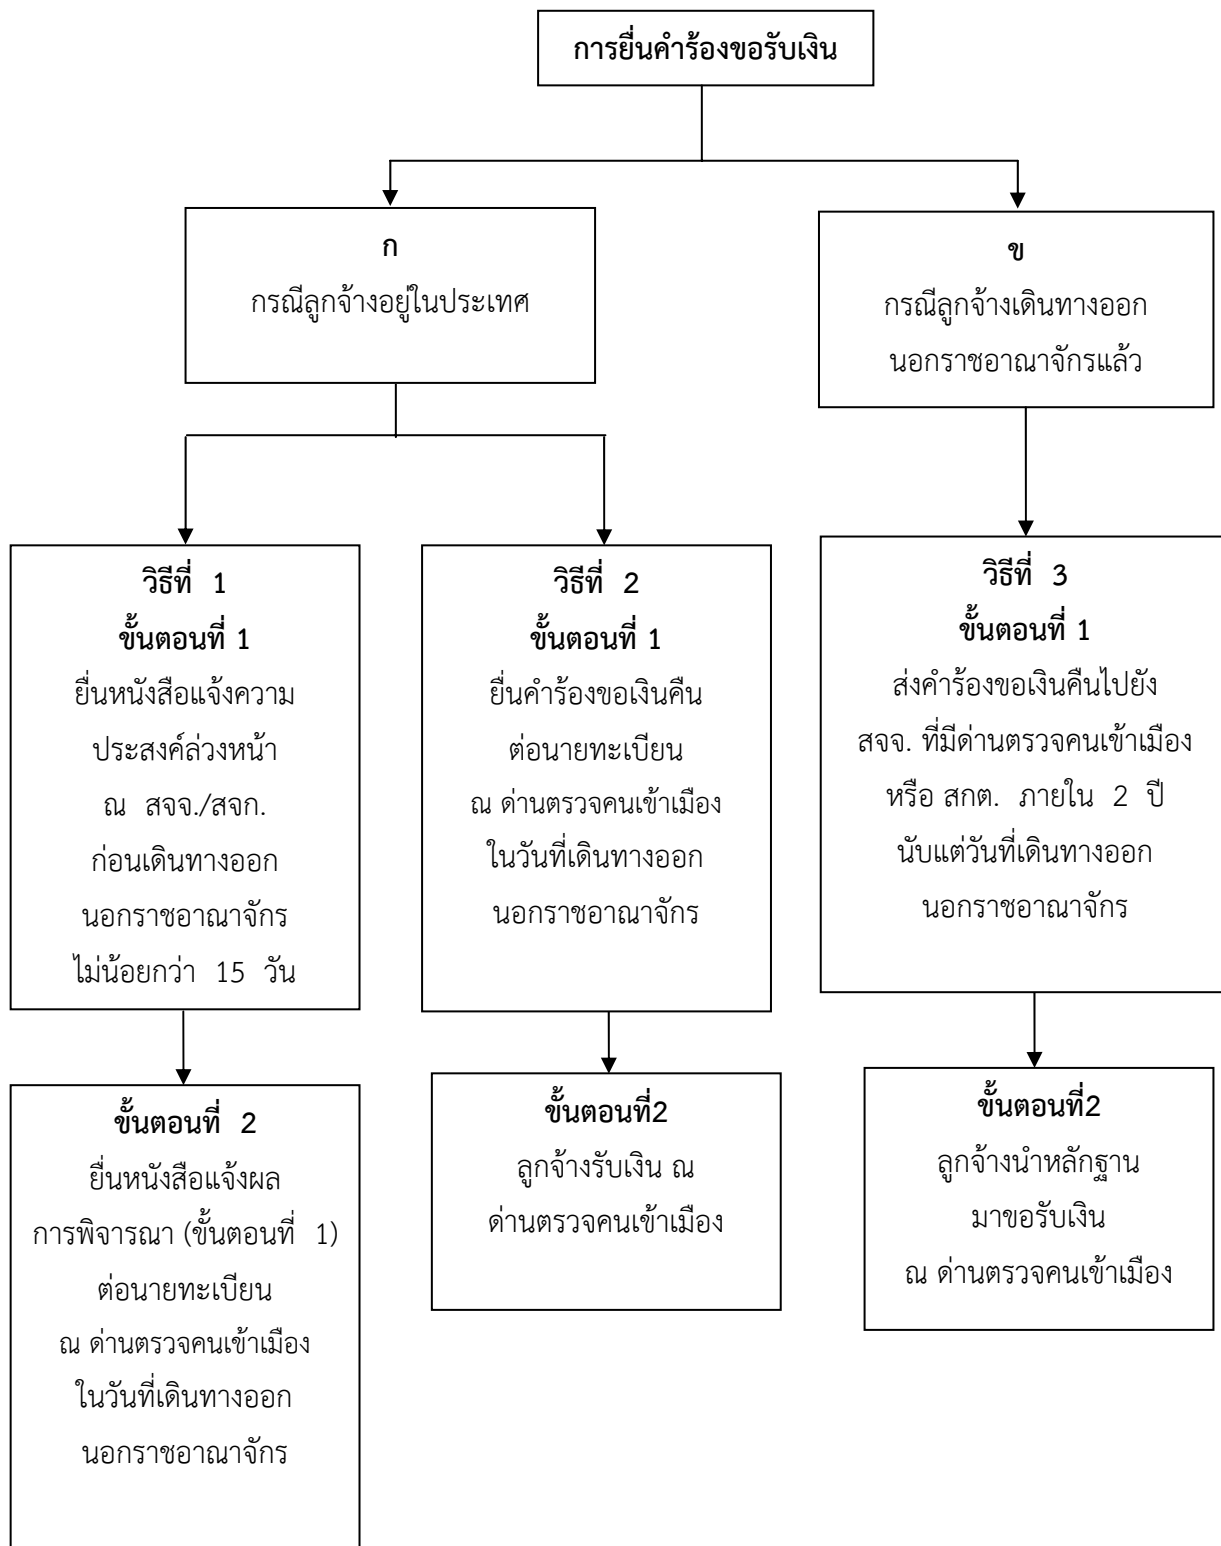 การยื่นคำร้องขอรับเงิน
ก
กรณีลูกจ้างอยู่ในประเทศ
ข
กรณีลูกจ้างเดินทางออก
นอกราชอาณาจักรแล้ว
วิธีที่ 1
ขั้นตอนที่ 1
ยื่นหนังสือแจ้งความ
ประสงค์ล่วงหน้า
ณ สจจ./สจก.
ก่อนเดินทางออก
นอกราชอาณาจักร
ไม่น้อยกว่า 15 วัน
วิธีที่ 2
ขั้นตอนที่ 1
ยื่นคำร้องขอเงินคืน
ต่อนายทะเบียน
ณ ด่านตรวจคนเข้าเมือง
ในวันที่เดินทางออก
นอกราชอาณาจักร
วิธีที่ 3
ขั้นตอนที่ 1
ส่งคำร้องขอเงินคืนไปยัง
สจจ. ที่มีด่านตรวจคนเข้าเมือง
หรือ สกต. ภายใน 2 ปี
นับแต่วันที่เดินทางออก
นอกราชอาณาจักร
ขั้นตอนที่ 2
ยื่นหนังสือแจ้งผล
การพิจารณา (ขั้นตอนที่ 1)
ต่อนายทะเบียน
ณ ด่านตรวจคนเข้าเมือง
ในวันที่เดินทางออก
นอกราชอาณาจักร
ขั้นตอนที่2
ลูกจ้างรับเงิน ณ
ด่านตรวจคนเข้าเมือง
ขั้นตอนที่2
ลูกจ้างนำหลักฐาน
มาขอรับเงิน
ณ ด่านตรวจคนเข้าเมือง